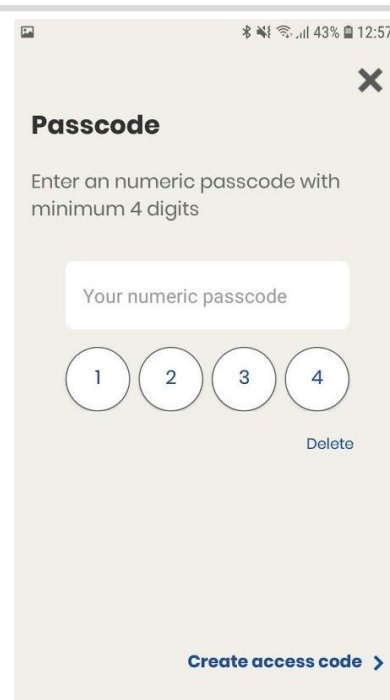 43% 12:57
Passcode
Enter an numeric passcode with
minimum 4 digits
Your numeric passcode
1 2 3 4
Delete
Create access code